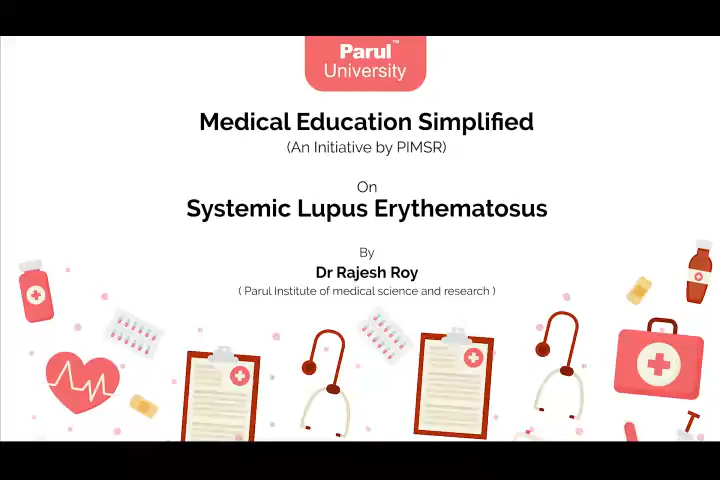 Parul™
University
Medical Education Simplified
(An Initiative by PIMSR)
On
Systemic Lupus Erythematosus
By
Dr Rajesh Roy
( Parul Institute of medical science and research )